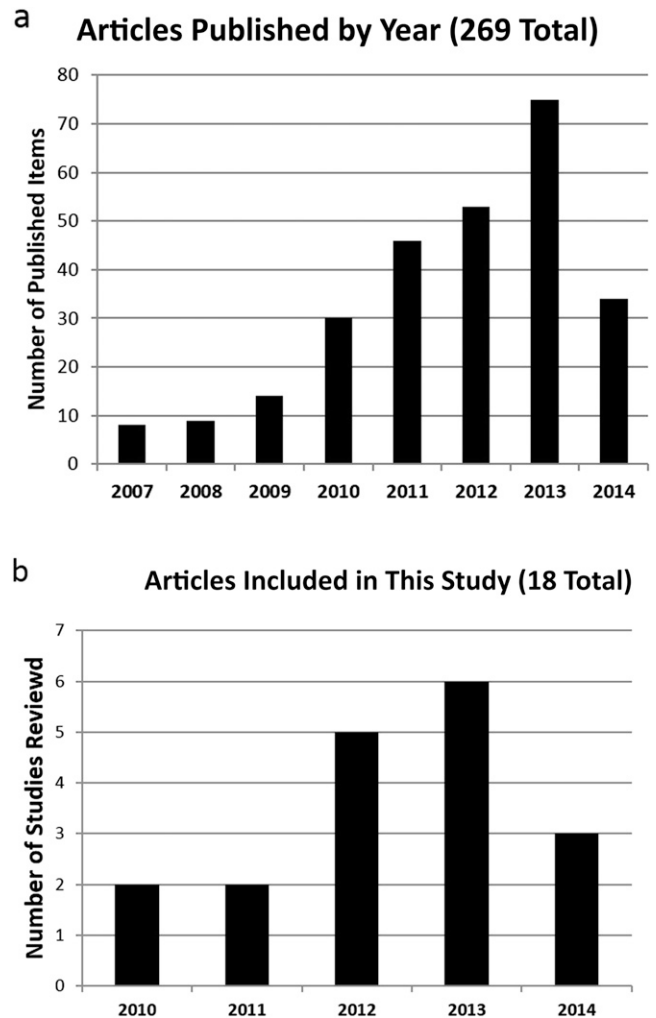 a
Articles Published by Year (269 Total)
Number of Published Items
80
70
60
50
40
30
20
10
0
2007 2008 2009 2010 2011 2012 2013 2014
b
Articles Included in This Study (18 Total)
Number of Studies Reviewd
7
6
5
4
3
2
1
0
2010 2011 2012 2013 2014